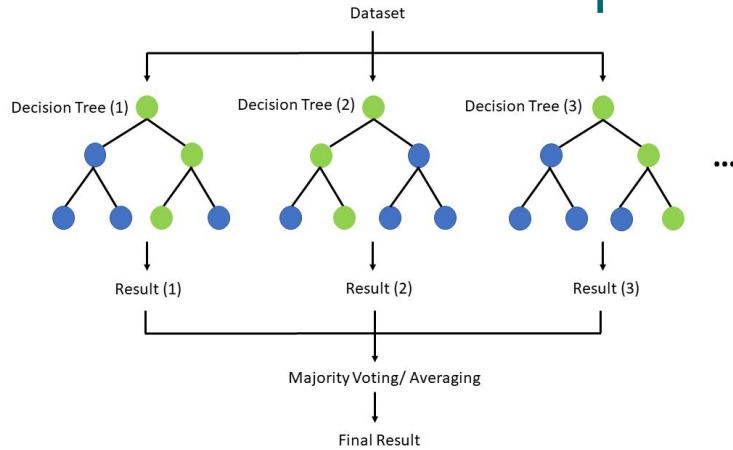 Dataset
Decision Tree (1)
Decision Tree (2)
Decision Tree (3)
...
Result (1)
Result (2)
Result (3)
Majority Voting/ Averaging
Final Result